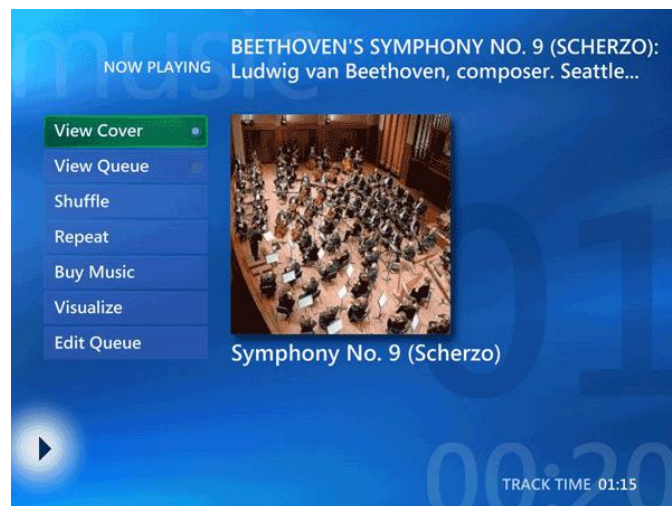 music
NOW PLAYING
BEETHOVEN'S SYMPHONY NO. 9 (SCHERZO):
Ludwig van Beethoven, composer. Seattle...
View Cover
View Queue
Shuffle
Repeat
Buy Music
Visualize
Edit Queue
Symphony No. 9 (Scherzo)
01
00:20
TRACK TIME 01:15